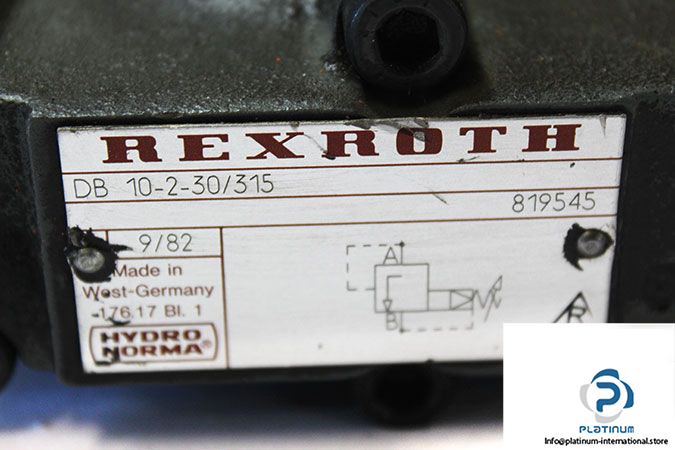 REXROTH
DB 10-2-30/315
819545
9/82
Made in
West-Germany
176.17 Bl. 1
HYDRO
NORMA®
A
B
R
P
PLATINUM
Info@platinum-international.store